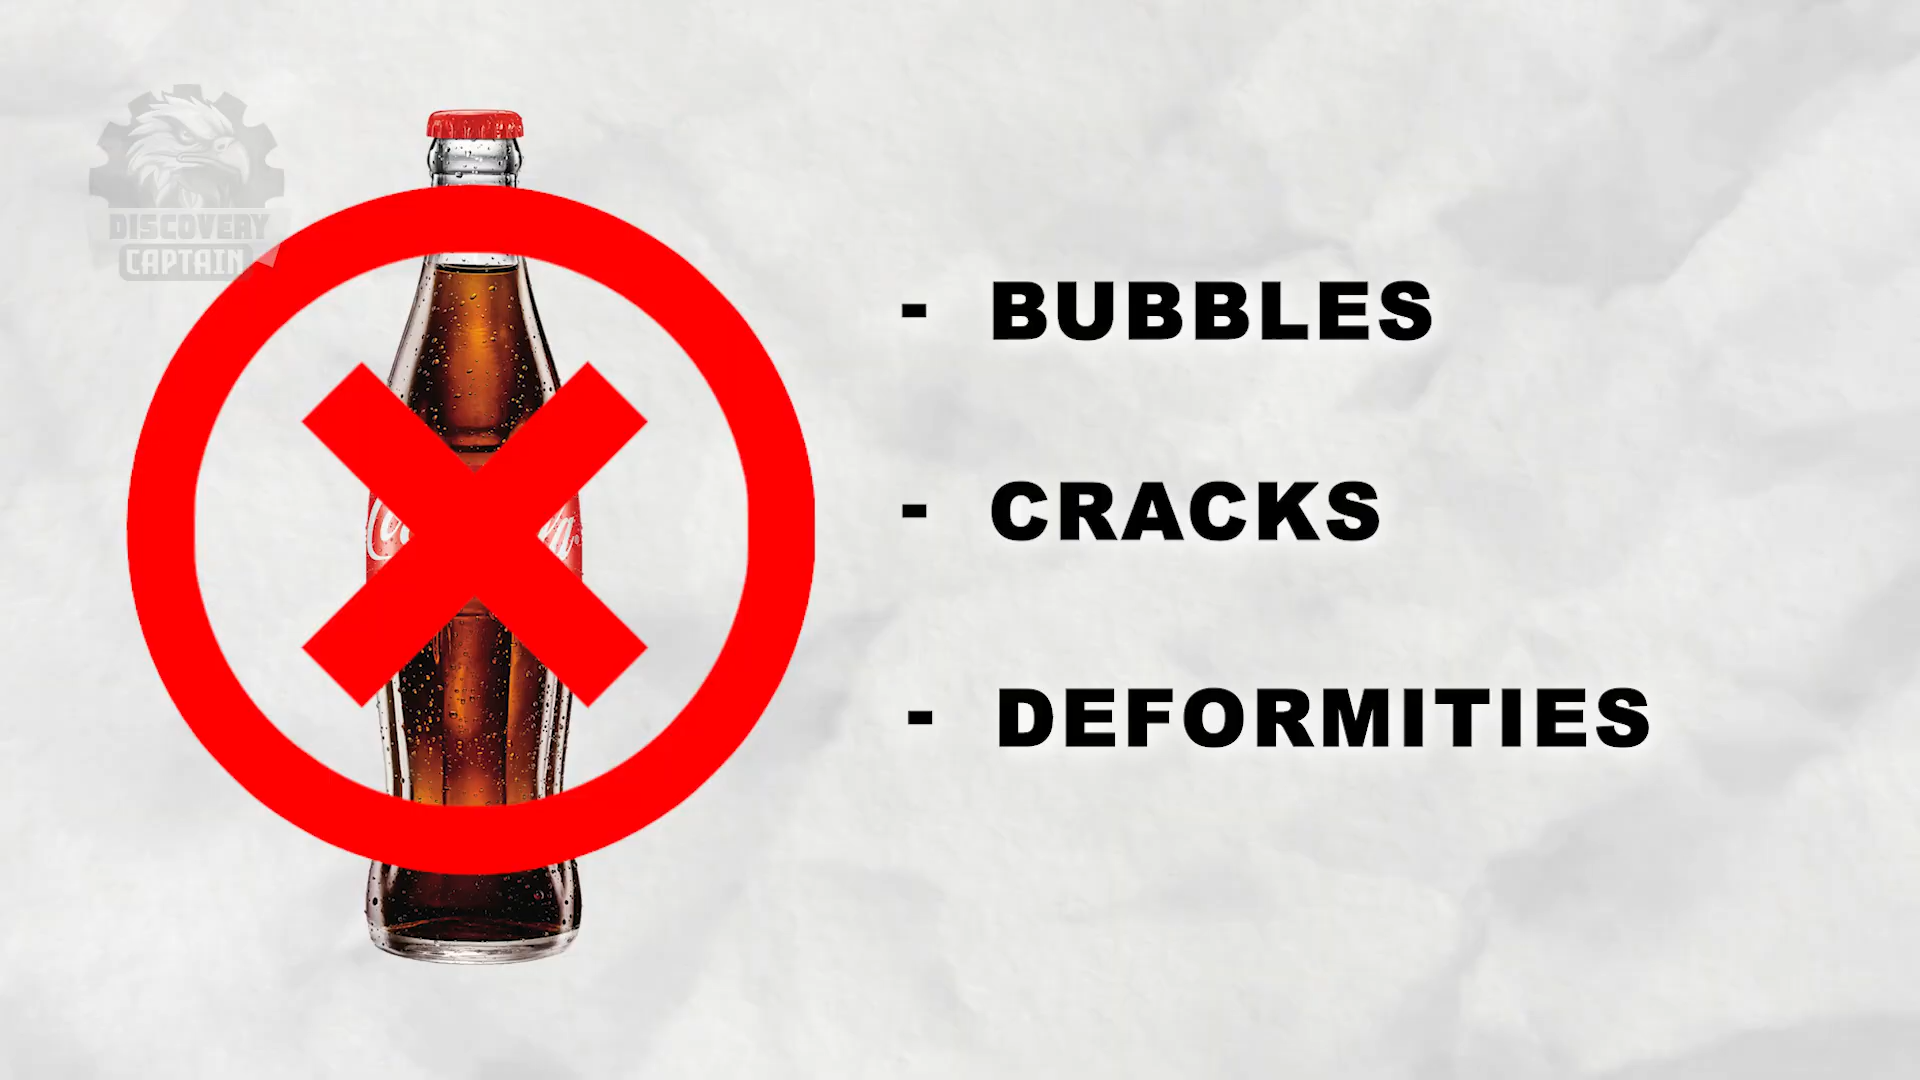 DISCOVERY
CAPTAIN
- BUBBLES
- CRACKS
- DEFORMITIES